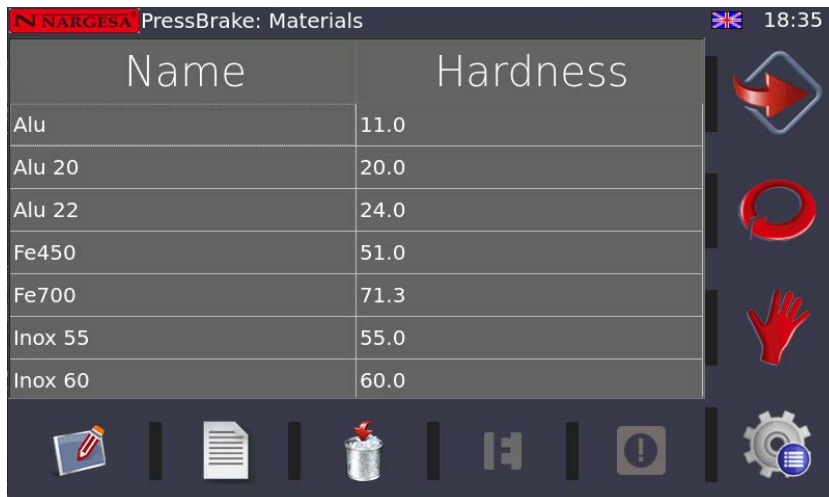 N NARGESA PressBrake: Materials 18:35
Name Hardness
Alu 11.0
Alu 20 20.0
Alu 22 24.0
Fe450 51.0
Fe700 71.3
Inox 55 55.0
Inox 60 60.0